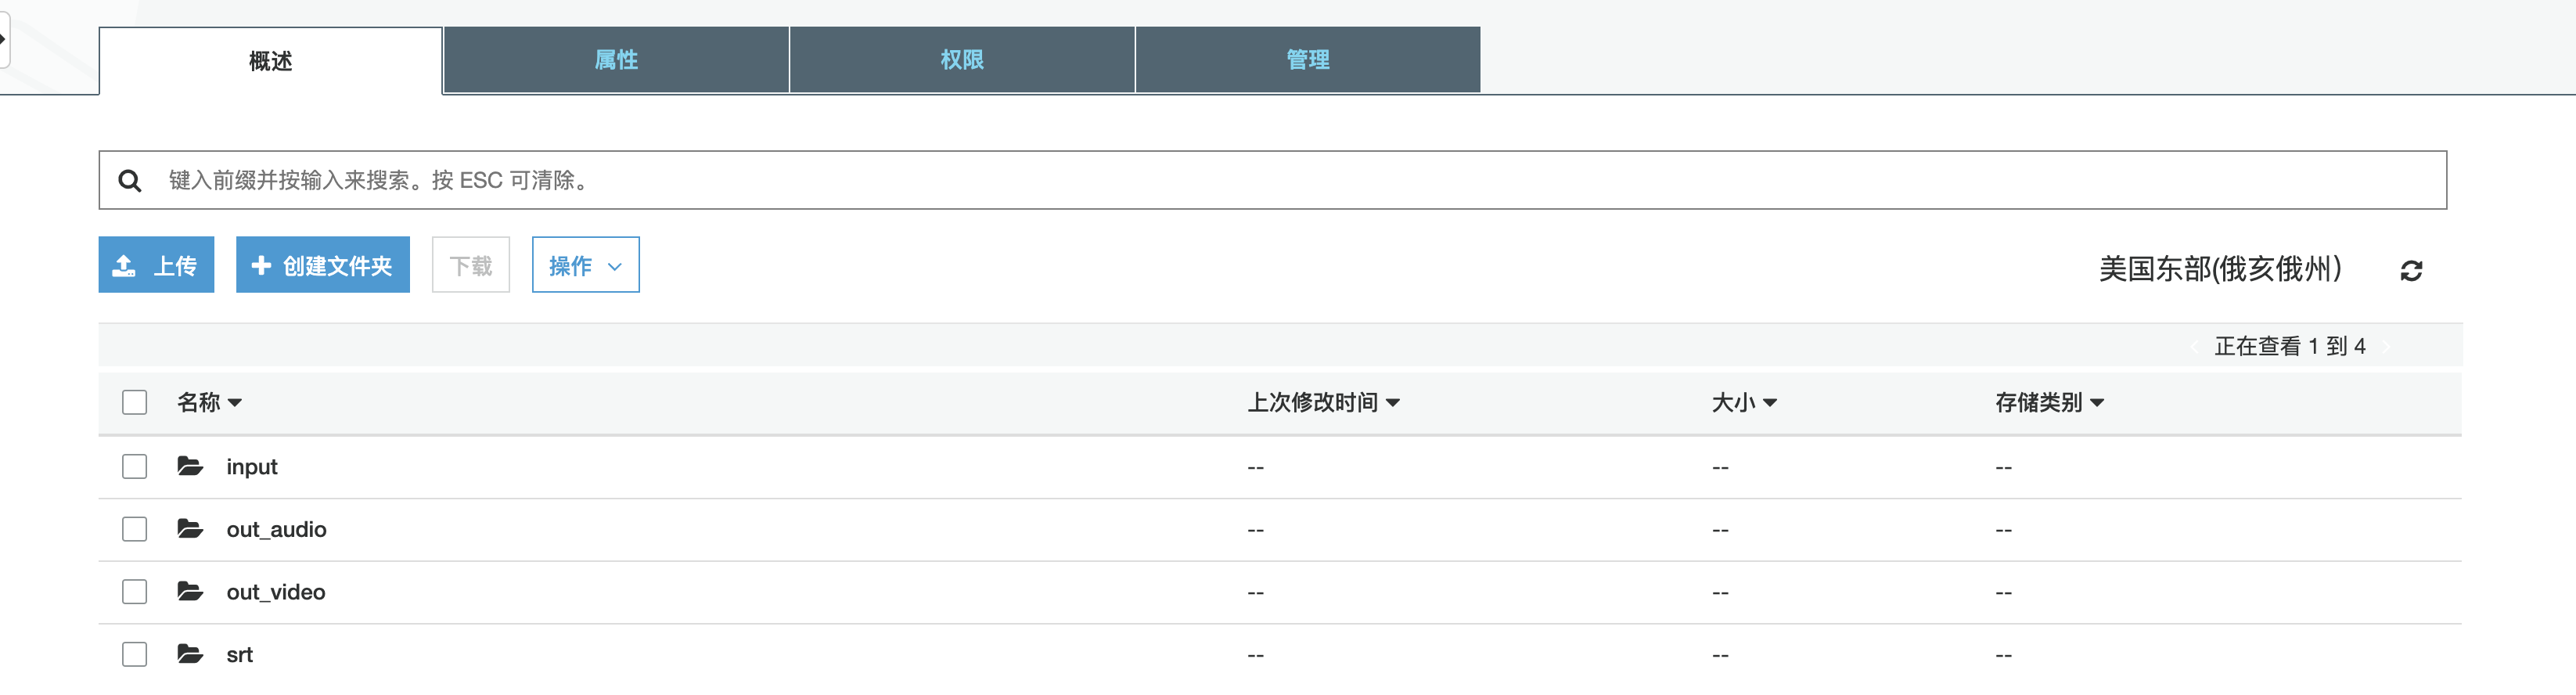 概述 属性 权限 管理
键入前缀并按输入来搜索。按 ESC 可清除。
上传 创建文件夹 下载 操作 美国东部(俄亥俄州)
正在查看 1 到 4
名称 上次修改时间 大小 存储类别
input -- -- --
out_audio -- -- --
out_video -- -- --
srt -- -- --